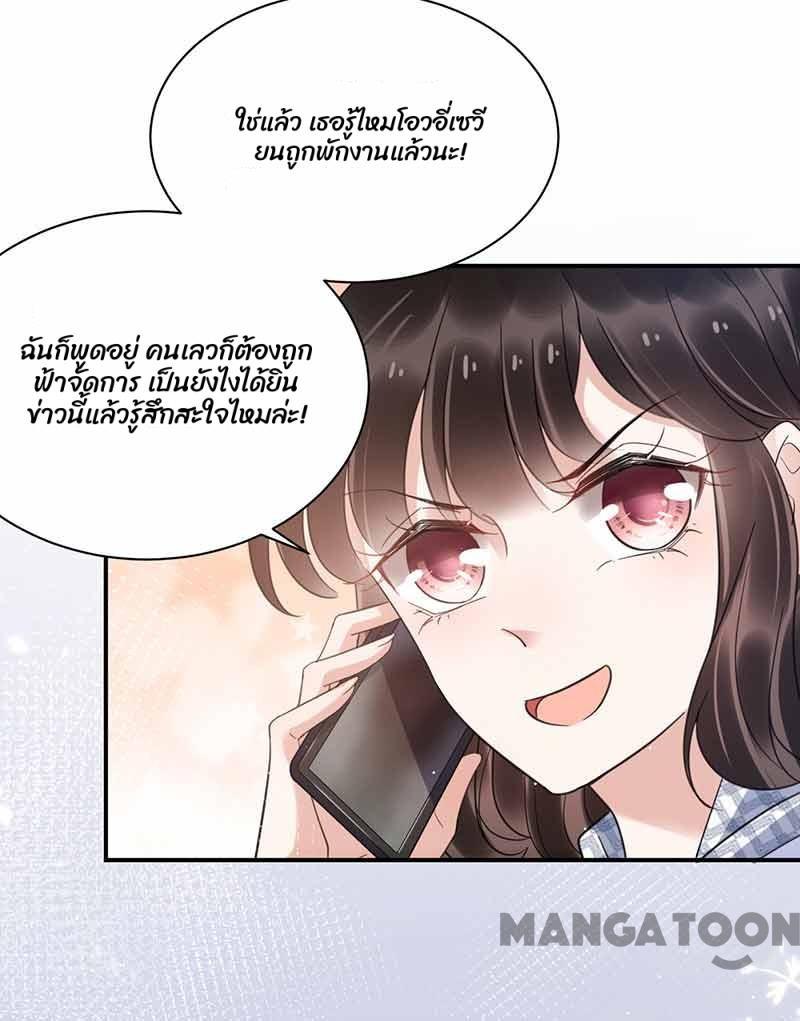 ใช่แล้ว เธอรู้ไหมโอวอี่เซวี
ยนถูกพักงานแล้วนะ!
ฉันก็พูดอยู่ คนเลวก็ต้องถูก
ฟ้าจัดการ เป็นยังไงได้ยิน
ข่าวนี้แล้วรู้สึกสะใจไหมล่ะ!
MANGATOON